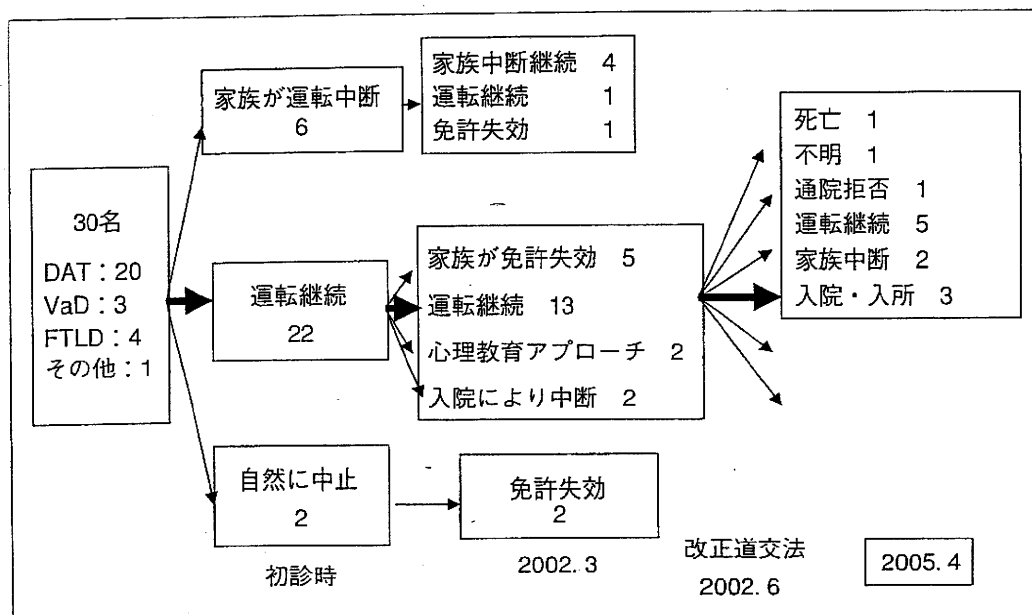 30名
DAT：20
VaD：3
FTLD：4
その他：1
家族が運転中断
6
家族中断継続 4
運転継続 1
免許失効 1
運転継続
22
家族が免許失効 5
運転継続 13
心理教育アプローチ 2
入院により中断 2
死亡 1
不明 1
通院拒否 1
運転継続 5
家族中断 2
入院・入所 3
自然に中止
2
免許失効
2
初診時
2002. 3
改正道交法
2002. 6
2005. 4